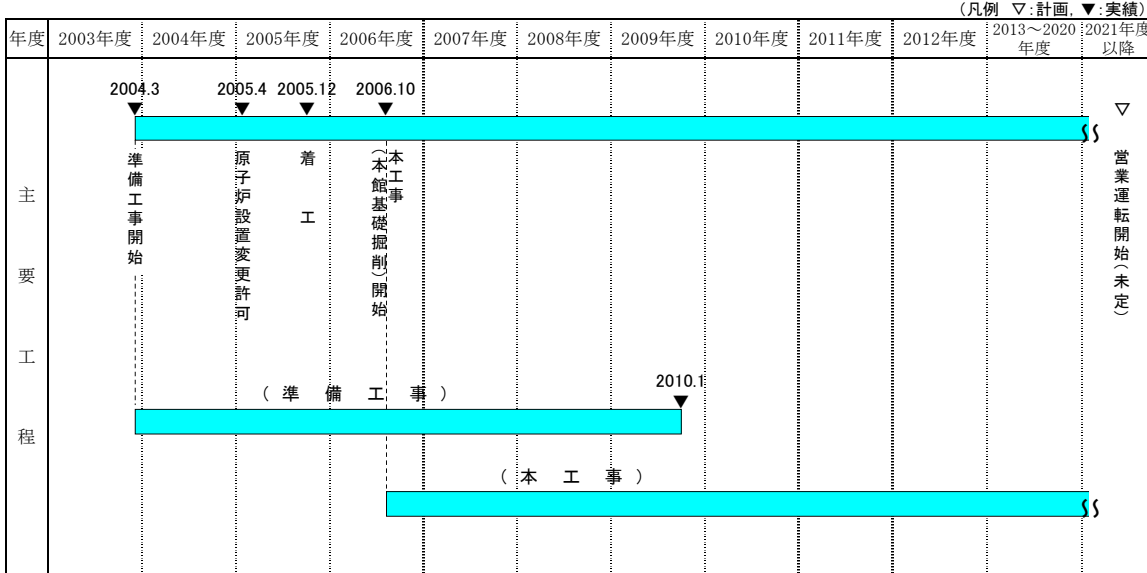 (凡例 ▽:計画, ▼:実績)
年度
2003年度
2004年度
2005年度
2006年度
2007年度
2008年度
2009年度
2010年度
2011年度
2012年度
2013～2020
年度
2021年度
以降
主要工程
2004.3
▼
2005.4
▼
2005.12
▼
2006.10
▼
▽
準備工事開始
原子炉設置変更許可
着工
本工事
(本館基礎掘削)開始
営業運転開始(未定)
(準備工事)
2010.1
▼
(本工事)